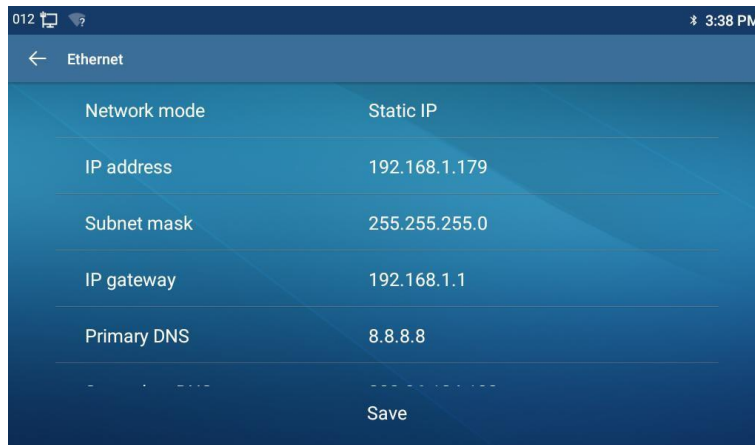 012 ? 3:38 PM
Ethernet
Network mode Static IP
IP address 192.168.1.179
Subnet mask 255.255.255.0
IP gateway 192.168.1.1
Primary DNS 8.8.8.8
Save